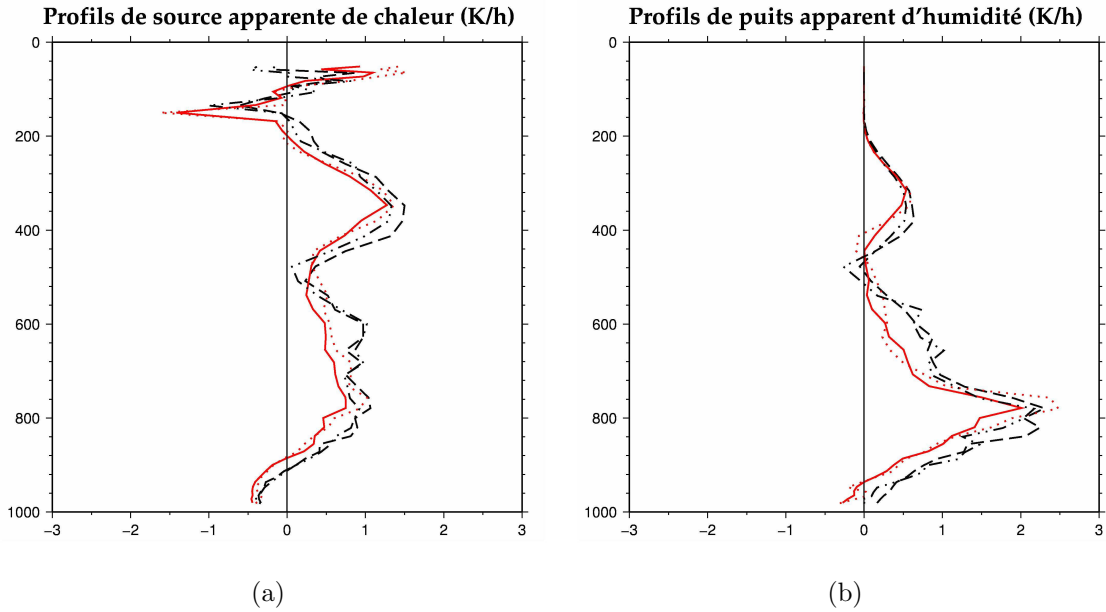 Profils de source apparente de chaleur (K/h)
0
200
400
600
800
1000
−3 −2 −1 0 1 2 3
(a)
Profils de puits apparent d’humidité (K/h)
0
200
400
600
800
1000
−3 −2 −1 0 1 2 3
(b)